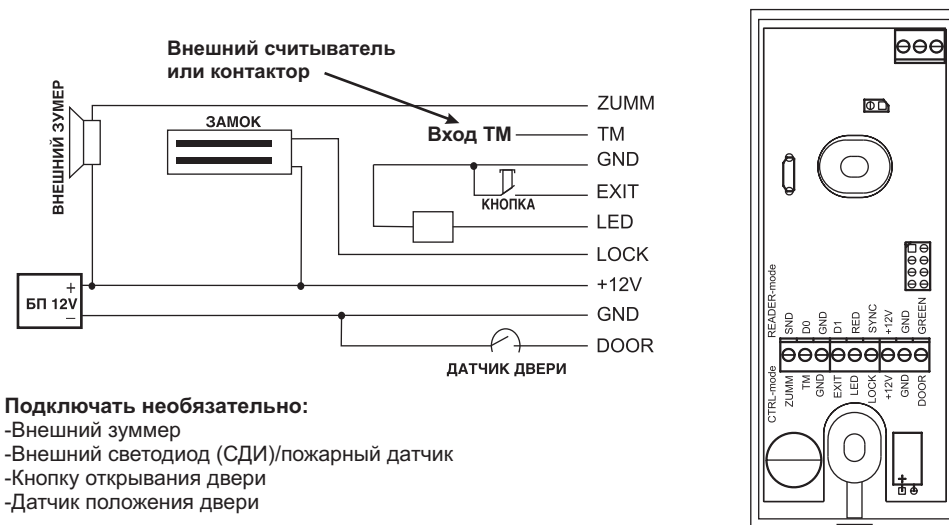 Внешний считыватель
или контактор
ВНЕШНИЙ ЗУМЕР
ЗАМОК
Вход ТМ
КНОПКА
ZUMM
TM
GND
EXIT
LED
LOCK
+12V
GND
DOOR
+
БП 12V
–
ДАТЧИК ДВЕРИ
Подключать необязательно:
-Внешний зуммер
-Внешний светодиод (СДИ)/пожарный датчик
-Кнопку открывания двери
-Датчик положения двери
READER-mode
SND
D0
GND
D1
RED
SYNC
+12V
GND
GREEN
CTRL-mode
ZUMM
TM
GND
EXIT
LED
LOCK
+12V
GND
DOOR
+